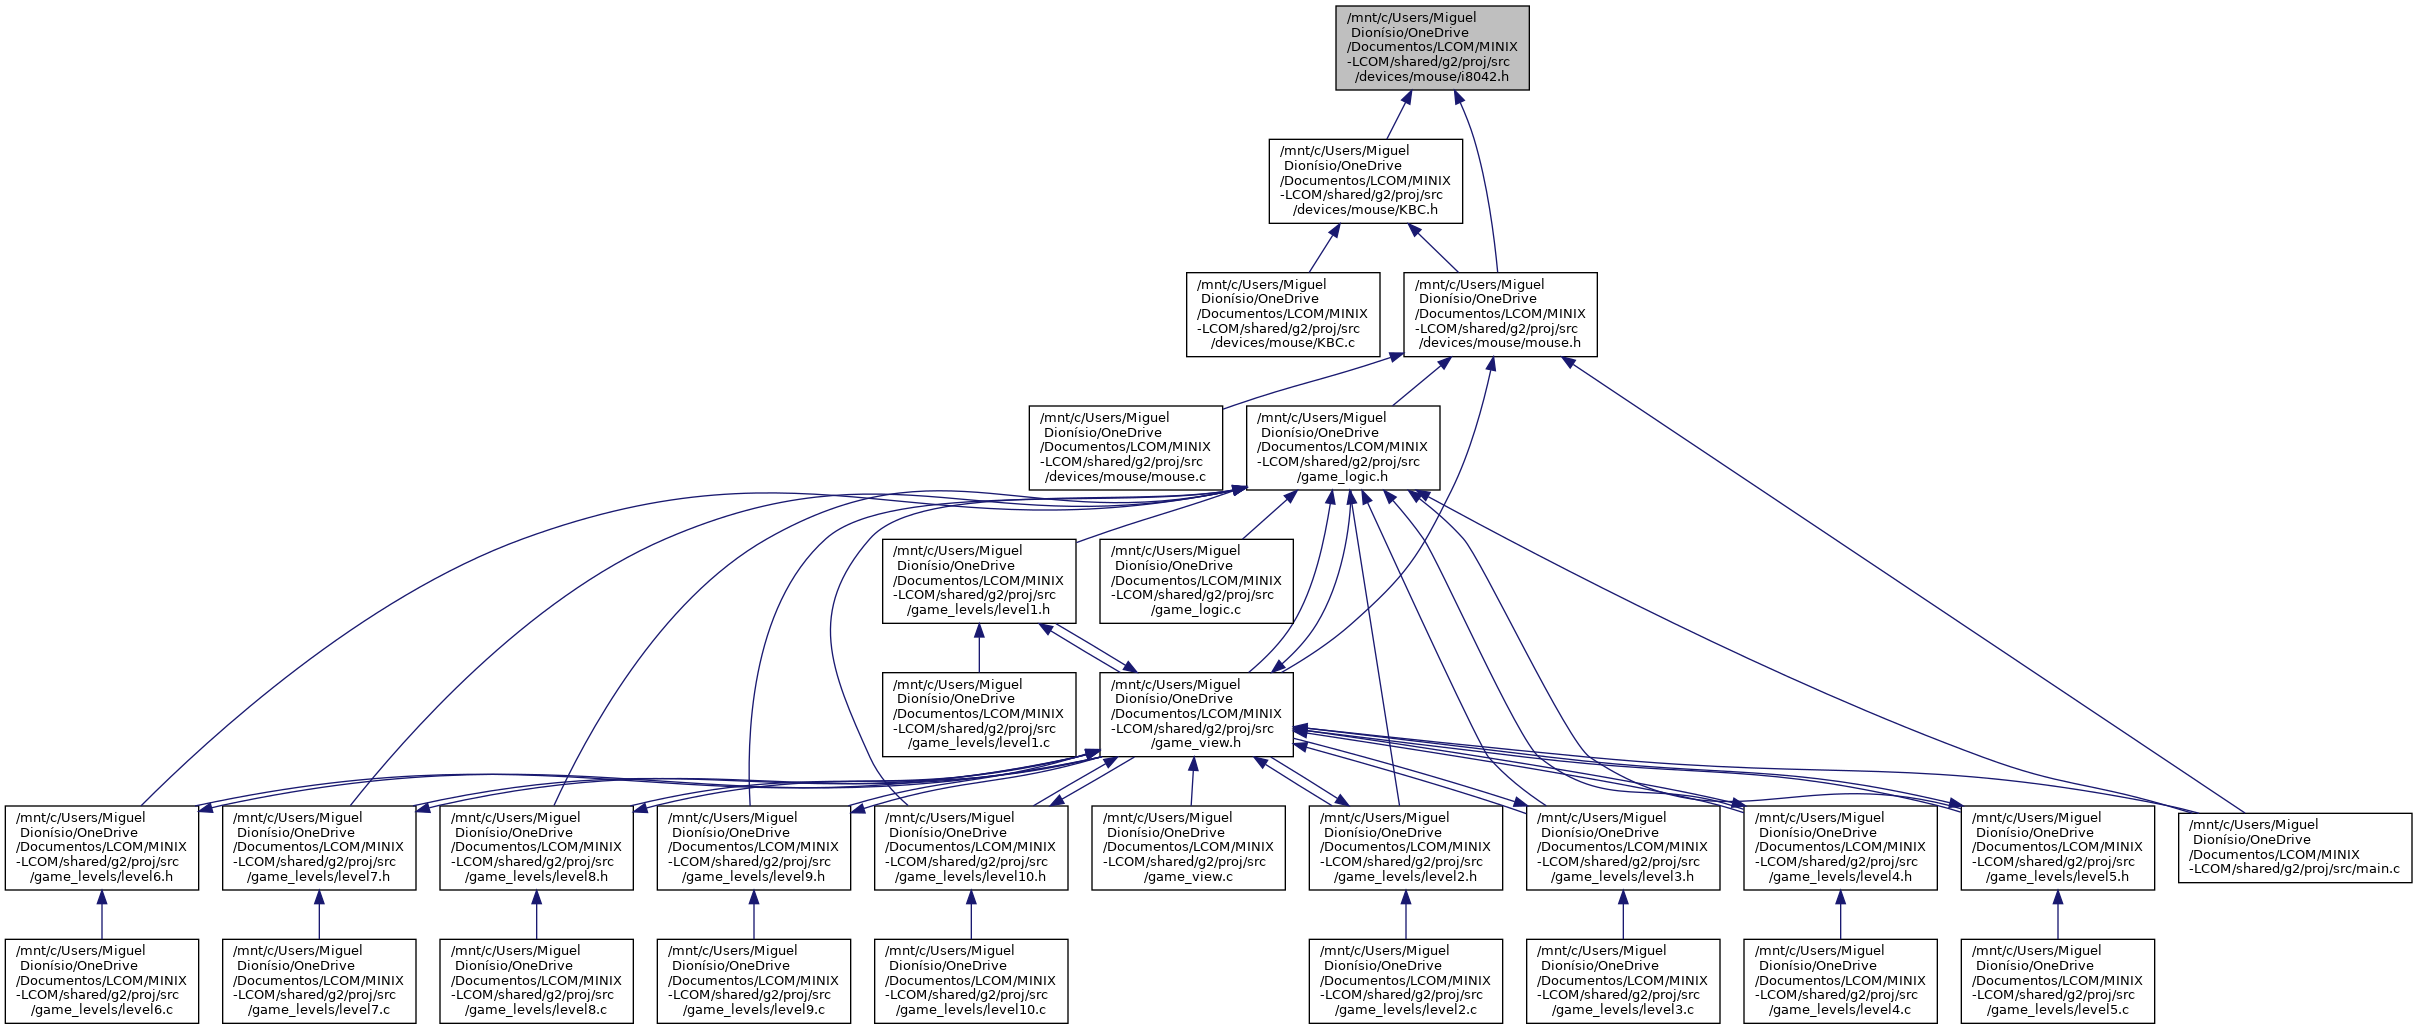 /mnt/c/Users/Miguel
Dionísio/OneDrive
/Documentos/LCOM/MINIX
-LCOM/shared/g2/proj/src
/devices/mouse/i8042.h
/mnt/c/Users/Miguel
Dionísio/OneDrive
/Documentos/LCOM/MINIX
-LCOM/shared/g2/proj/src
/devices/mouse/KBC.h
/mnt/c/Users/Miguel
Dionísio/OneDrive
/Documentos/LCOM/MINIX
-LCOM/shared/g2/proj/src
/devices/mouse/KBC.c
/mnt/c/Users/Miguel
Dionísio/OneDrive
/Documentos/LCOM/MINIX
-LCOM/shared/g2/proj/src
/devices/mouse/mouse.h
/mnt/c/Users/Miguel
Dionísio/OneDrive
/Documentos/LCOM/MINIX
-LCOM/shared/g2/proj/src
/devices/mouse/mouse.c
/mnt/c/Users/Miguel
Dionísio/OneDrive
/Documentos/LCOM/MINIX
-LCOM/shared/g2/proj/src
/game_logic.h
/mnt/c/Users/Miguel
Dionísio/OneDrive
/Documentos/LCOM/MINIX
-LCOM/shared/g2/proj/src
/game_levels/level1.h
/mnt/c/Users/Miguel
Dionísio/OneDrive
/Documentos/LCOM/MINIX
-LCOM/shared/g2/proj/src
/game_logic.c
/mnt/c/Users/Miguel
Dionísio/OneDrive
/Documentos/LCOM/MINIX
-LCOM/shared/g2/proj/src
/game_levels/level1.c
/mnt/c/Users/Miguel
Dionísio/OneDrive
/Documentos/LCOM/MINIX
-LCOM/shared/g2/proj/src
/game_view.h
/mnt/c/Users/Miguel
Dionísio/OneDrive
/Documentos/LCOM/MINIX
-LCOM/shared/g2/proj/src
/game_levels/level6.h
/mnt/c/Users/Miguel
Dionísio/OneDrive
/Documentos/LCOM/MINIX
-LCOM/shared/g2/proj/src
/game_levels/level7.h
/mnt/c/Users/Miguel
Dionísio/OneDrive
/Documentos/LCOM/MINIX
-LCOM/shared/g2/proj/src
/game_levels/level8.h
/mnt/c/Users/Miguel
Dionísio/OneDrive
/Documentos/LCOM/MINIX
-LCOM/shared/g2/proj/src
/game_levels/level9.h
/mnt/c/Users/Miguel
Dionísio/OneDrive
/Documentos/LCOM/MINIX
-LCOM/shared/g2/proj/src
/game_levels/level10.h
/mnt/c/Users/Miguel
Dionísio/OneDrive
/Documentos/LCOM/MINIX
-LCOM/shared/g2/proj/src
/game_view.c
/mnt/c/Users/Miguel
Dionísio/OneDrive
/Documentos/LCOM/MINIX
-LCOM/shared/g2/proj/src
/game_levels/level2.h
/mnt/c/Users/Miguel
Dionísio/OneDrive
/Documentos/LCOM/MINIX
-LCOM/shared/g2/proj/src
/game_levels/level3.h
/mnt/c/Users/Miguel
Dionísio/OneDrive
/Documentos/LCOM/MINIX
-LCOM/shared/g2/proj/src
/game_levels/level4.h
/mnt/c/Users/Miguel
Dionísio/OneDrive
/Documentos/LCOM/MINIX
-LCOM/shared/g2/proj/src
/game_levels/level5.h
/mnt/c/Users/Miguel
Dionísio/OneDrive
/Documentos/LCOM/MINIX
-LCOM/shared/g2/proj/src/main.c
/mnt/c/Users/Miguel
Dionísio/OneDrive
/Documentos/LCOM/MINIX
-LCOM/shared/g2/proj/src
/game_levels/level6.c
/mnt/c/Users/Miguel
Dionísio/OneDrive
/Documentos/LCOM/MINIX
-LCOM/shared/g2/proj/src
/game_levels/level7.c
/mnt/c/Users/Miguel
Dionísio/OneDrive
/Documentos/LCOM/MINIX
-LCOM/shared/g2/proj/src
/game_levels/level8.c
/mnt/c/Users/Miguel
Dionísio/OneDrive
/Documentos/LCOM/MINIX
-LCOM/shared/g2/proj/src
/game_levels/level9.c
/mnt/c/Users/Miguel
Dionísio/OneDrive
/Documentos/LCOM/MINIX
-LCOM/shared/g2/proj/src
/game_levels/level10.c
/mnt/c/Users/Miguel
Dionísio/OneDrive
/Documentos/LCOM/MINIX
-LCOM/shared/g2/proj/src
/game_levels/level2.c
/mnt/c/Users/Miguel
Dionísio/OneDrive
/Documentos/LCOM/MINIX
-LCOM/shared/g2/proj/src
/game_levels/level3.c
/mnt/c/Users/Miguel
Dionísio/OneDrive
/Documentos/LCOM/MINIX
-LCOM/shared/g2/proj/src
/game_levels/level4.c
/mnt/c/Users/Miguel
Dionísio/OneDrive
/Documentos/LCOM/MINIX
-LCOM/shared/g2/proj/src
/game_levels/level5.c